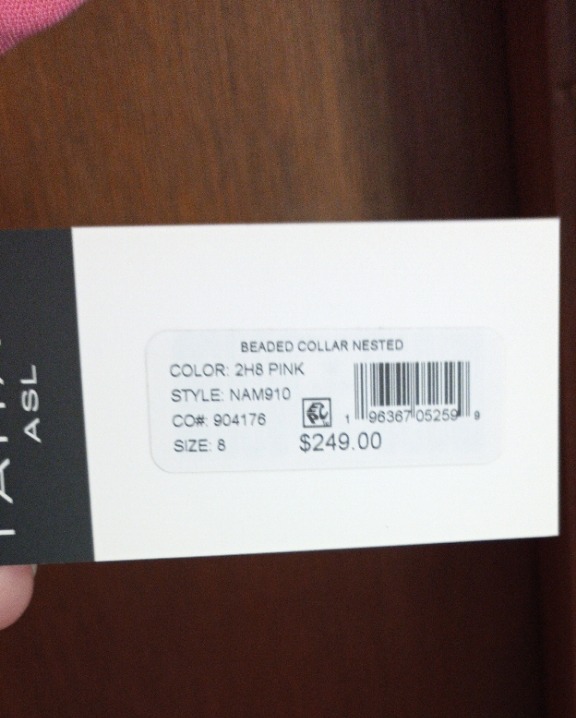 BEADED COLLAR NESTED
COLOR: 2H8 PINK
STYLE: NAM910
CO#: 904176
SIZE: 8
1 96367 05259 9
$249.00
ASL